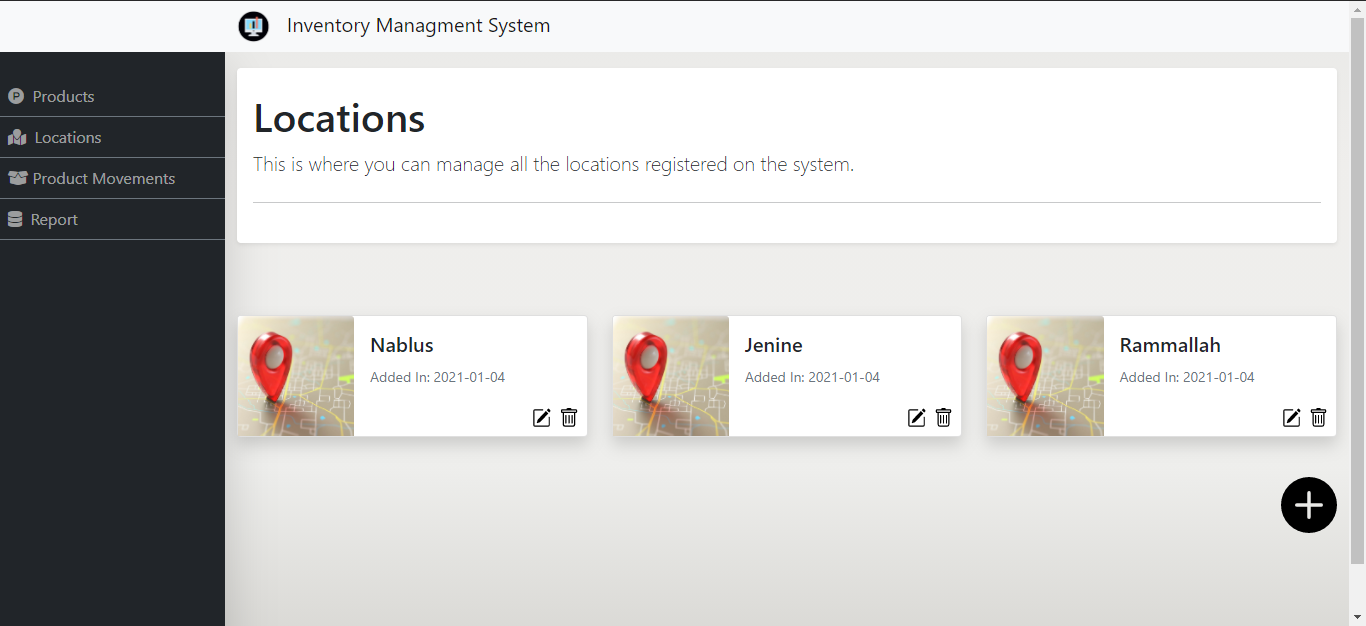 Inventory Managment System
Products
Locations
Product Movements
Report
Locations
This is where you can manage all the locations registered on the system.
Nablus
Added In: 2021-01-04
Jenine
Added In: 2021-01-04
Rammallah
Added In: 2021-01-04